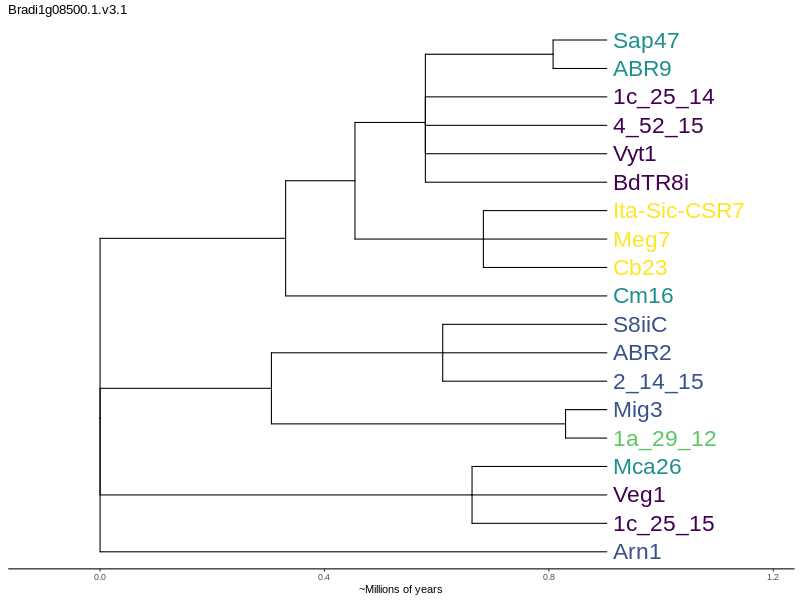 Bradi1g08500.1.v3.1
Sap47
ABR9
1c_25_14
4_52_15
Vyt1
BdTR8i
Ita-Sic-CSR7
Meg7
Cb23
Cm16
S8iiC
ABR2
2_14_15
Mig3
1a_29_12
Mca26
Veg1
1c_25_15
Arn1
0.0 0.4 0.8 1.2
~Millions of years